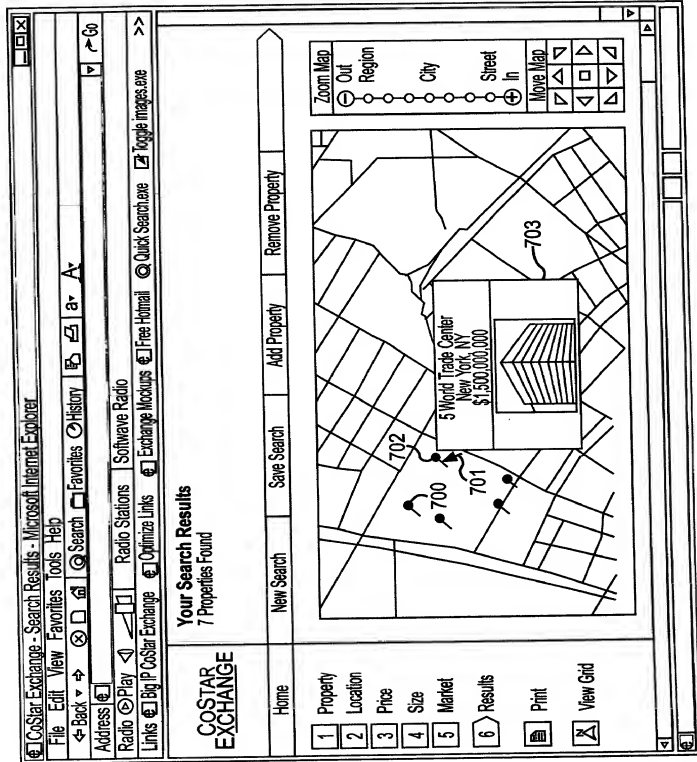 CoStar Exchange - Search Results - Microsoft Internet Explorer
File Edit View Favorites Tools Help
Back Search Favorites History
Address Go
Radio Play Radio Stations Softwave Radio
Links Big IP CoStar Exchange Optimize Links Exchange Mockups Free Hotmail Quick Search.exe Toggle images.exe >>
COSTAR
EXCHANGE
Your Search Results
7 Properties Found
Home New Search Save Search Add Property Remove Property
1 Property
2 Location
3 Price
4 Size
5 Market
6 Results
Print
View Grid
700
702
701
5 World Trade Center
New York, NY
$1,500,000,000
703
Zoom Map
Out
Region
City
Street
In
Move Map